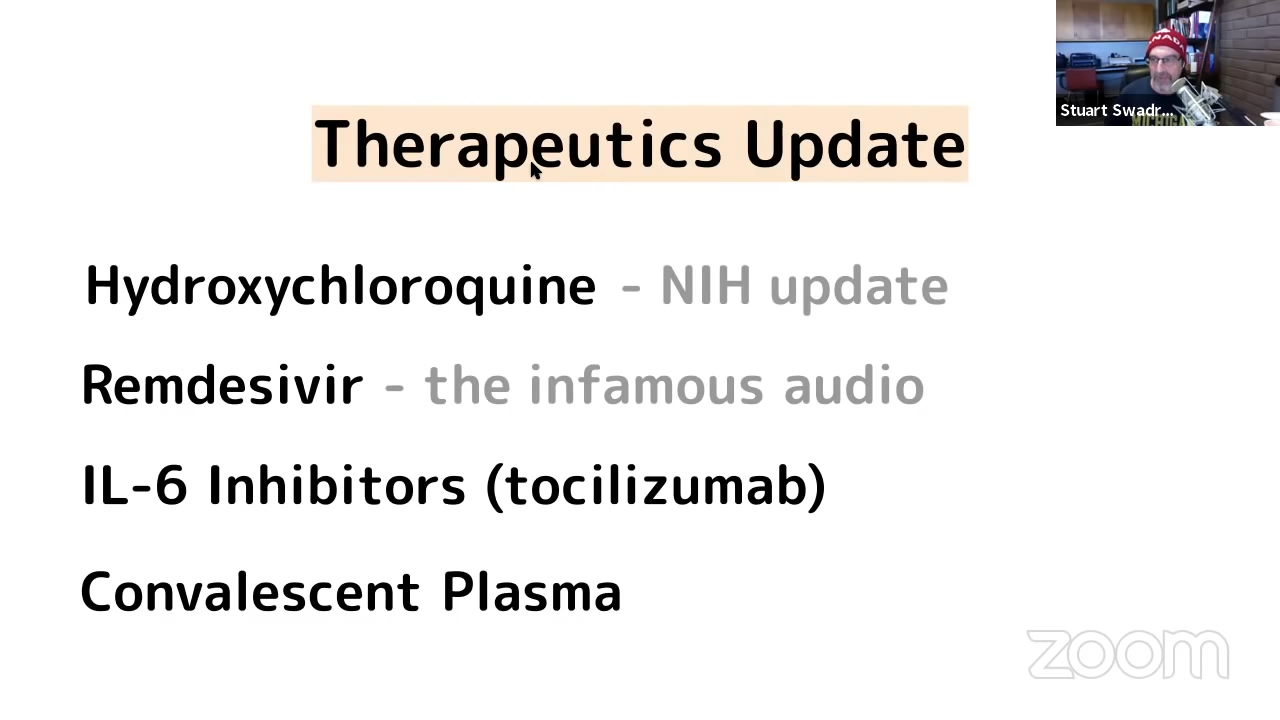 Therapeutics Update
Hydroxychloroquine - NIH update
Remdesivir - the infamous audio
IL-6 Inhibitors (tocilizumab)
Convalescent Plasma
Stuart Swadr...
zoom